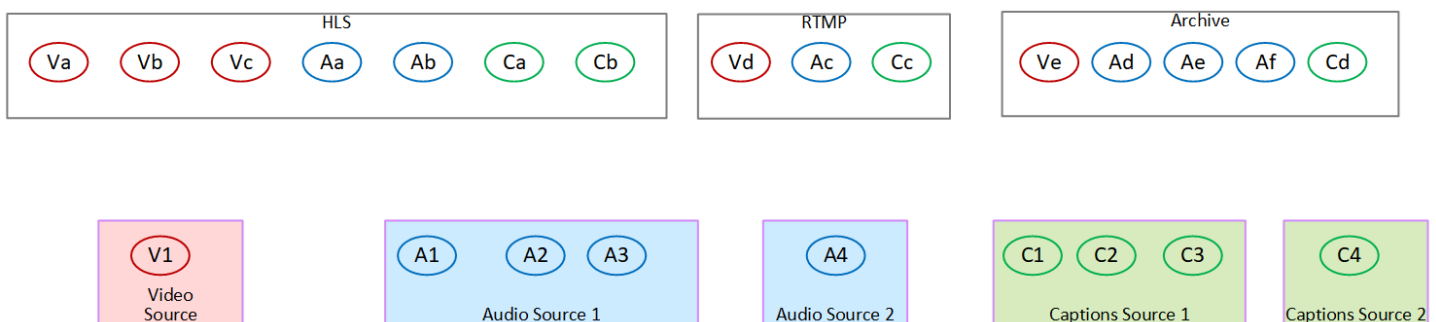 HLS
Va Vb Vc Aa Ab Ca Cb
RTMP
Vd Ac Cc
Archive
Ve Ad Ae Af Cd
V1
Video
Source
A1 A2 A3
Audio Source 1
A4
Audio Source 2
C1 C2 C3
Captions Source 1
C4
Captions Source 2